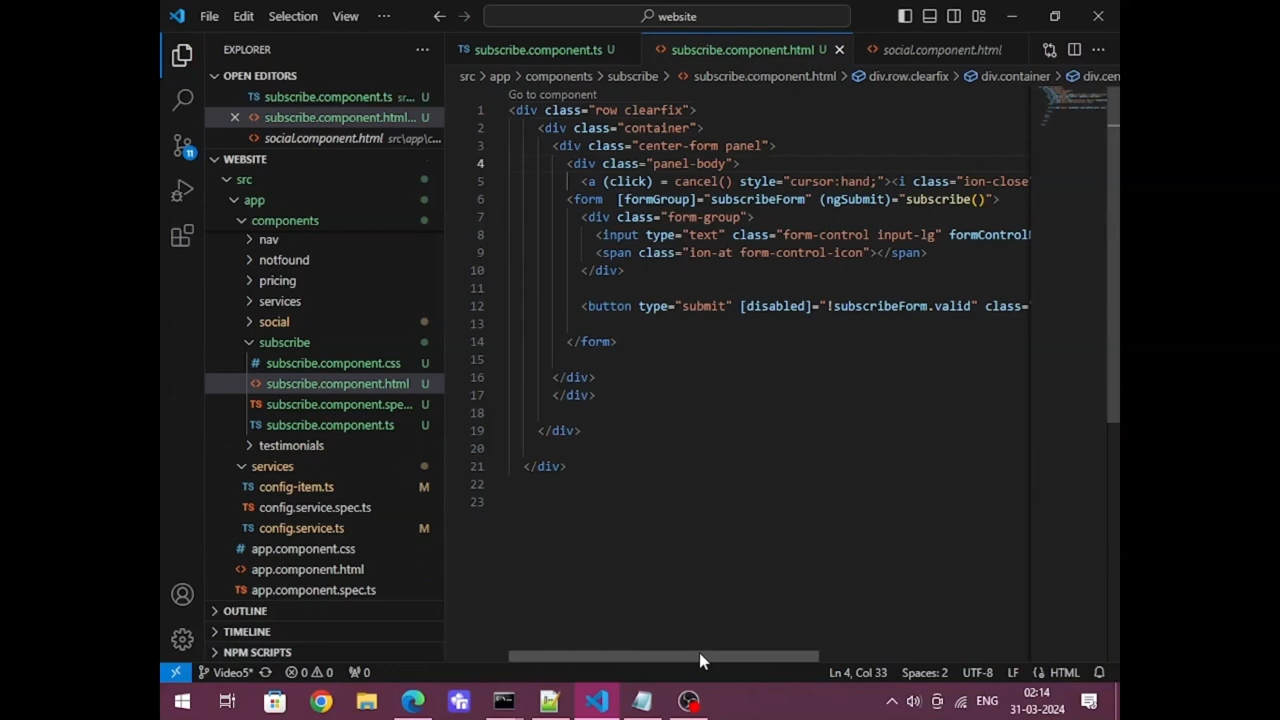 File Edit Selection View ··· website
EXPLORER ···
OPEN EDITORS
subscribe.component.ts sr... U
subscribe.component.html... U
social.component.html src\app\c...
WEBSITE
src
app
components
nav
notfound
pricing
services
social
subscribe
subscribe.component.css U
subscribe.component.html U
subscribe.component.spe... U
subscribe.component.ts U
testimonials
services
config-item.ts M
config.service.spec.ts
config.service.ts M
app.component.css
app.component.html
app.component.spec.ts
OUTLINE
TIMELINE
NPM SCRIPTS
11
subscribe.component.ts U subscribe.component.html U social.component.html ···
src > app > components > subscribe > subscribe.component.html > div.row.clearfix > div.container > div.cen
Go to component
1 <div class="row clearfix">
2 <div class="container">
3 <div class="center-form panel">
4 <div class="panel-body">
5 <a (click) = cancel() style="cursor:hand;"><i class="ion-close
6 <form [formGroup]="subscribeForm" (ngSubmit)="subscribe()">
7 <div class="form-group">
8 <input type="text" class="form-control input-lg" formControl
9 <span class="ion-at form-control-icon"></span>
10 </div>
11
12 <button type="submit" [disabled]="!subscribeForm.valid" class=
13
14 </form>
15
16 </div>
17 </div>
18
19 </div>
20
21 </div>
22
23
Video5* 0 0 0 Ln 4, Col 33 Spaces: 2 UTF-8 LF HTML
ENG 02:14
31-03-2024